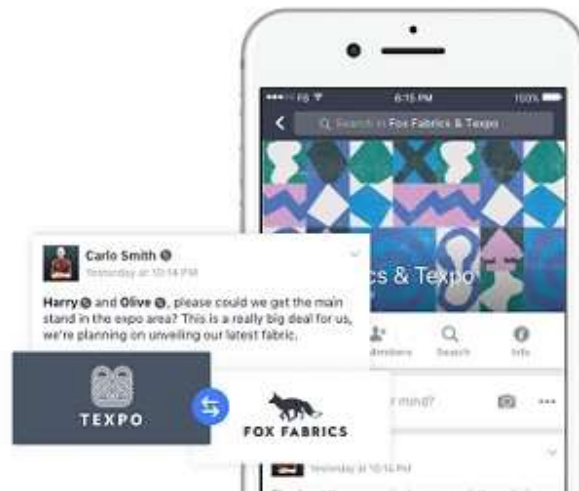 FB 6:15 PM 100%
Search in Fox Fabrics & Texpo
cs & Texpo
Members Search Info
mind?
Yesterday at 10:14 PM
Carlo Smith
Yesterday at 10:14 PM
Harry and Olive, please could we get the main
stand in the expo area? This is a really big deal for us,
we're planning on unveiling our latest fabric.
TEXPO
FOX FABRICS